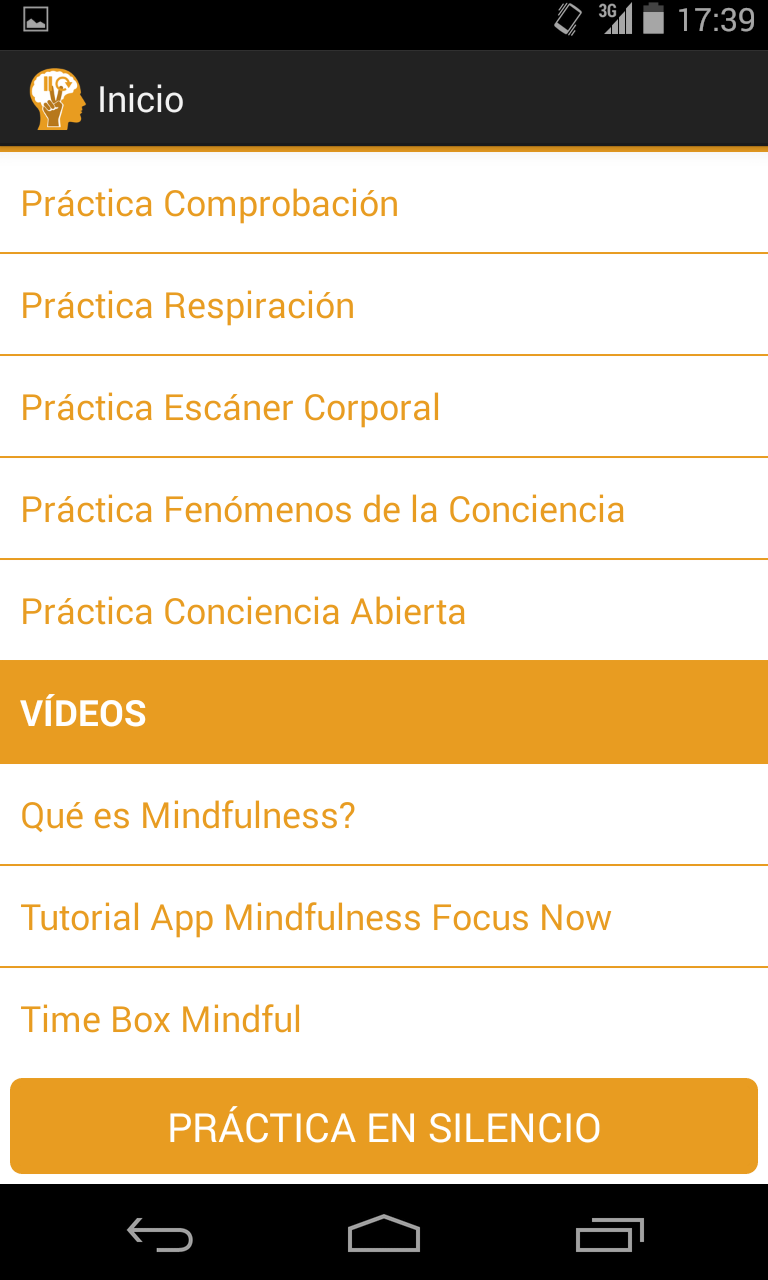 3G 17:39
Inicio
Práctica Comprobación
Práctica Respiración
Práctica Escáner Corporal
Práctica Fenómenos de la Conciencia
Práctica Conciencia Abierta
VÍDEOS
Qué es Mindfulness?
Tutorial App Mindfulness Focus Now
Time Box Mindful
PRÁCTICA EN SILENCIO